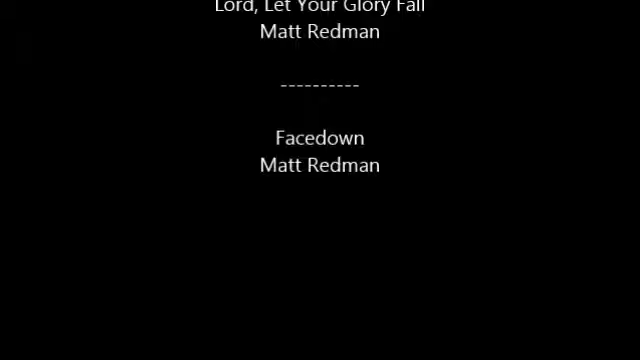 Lord, Let Your Glory Fall
Matt Redman
----------
Facedown
Matt Redman